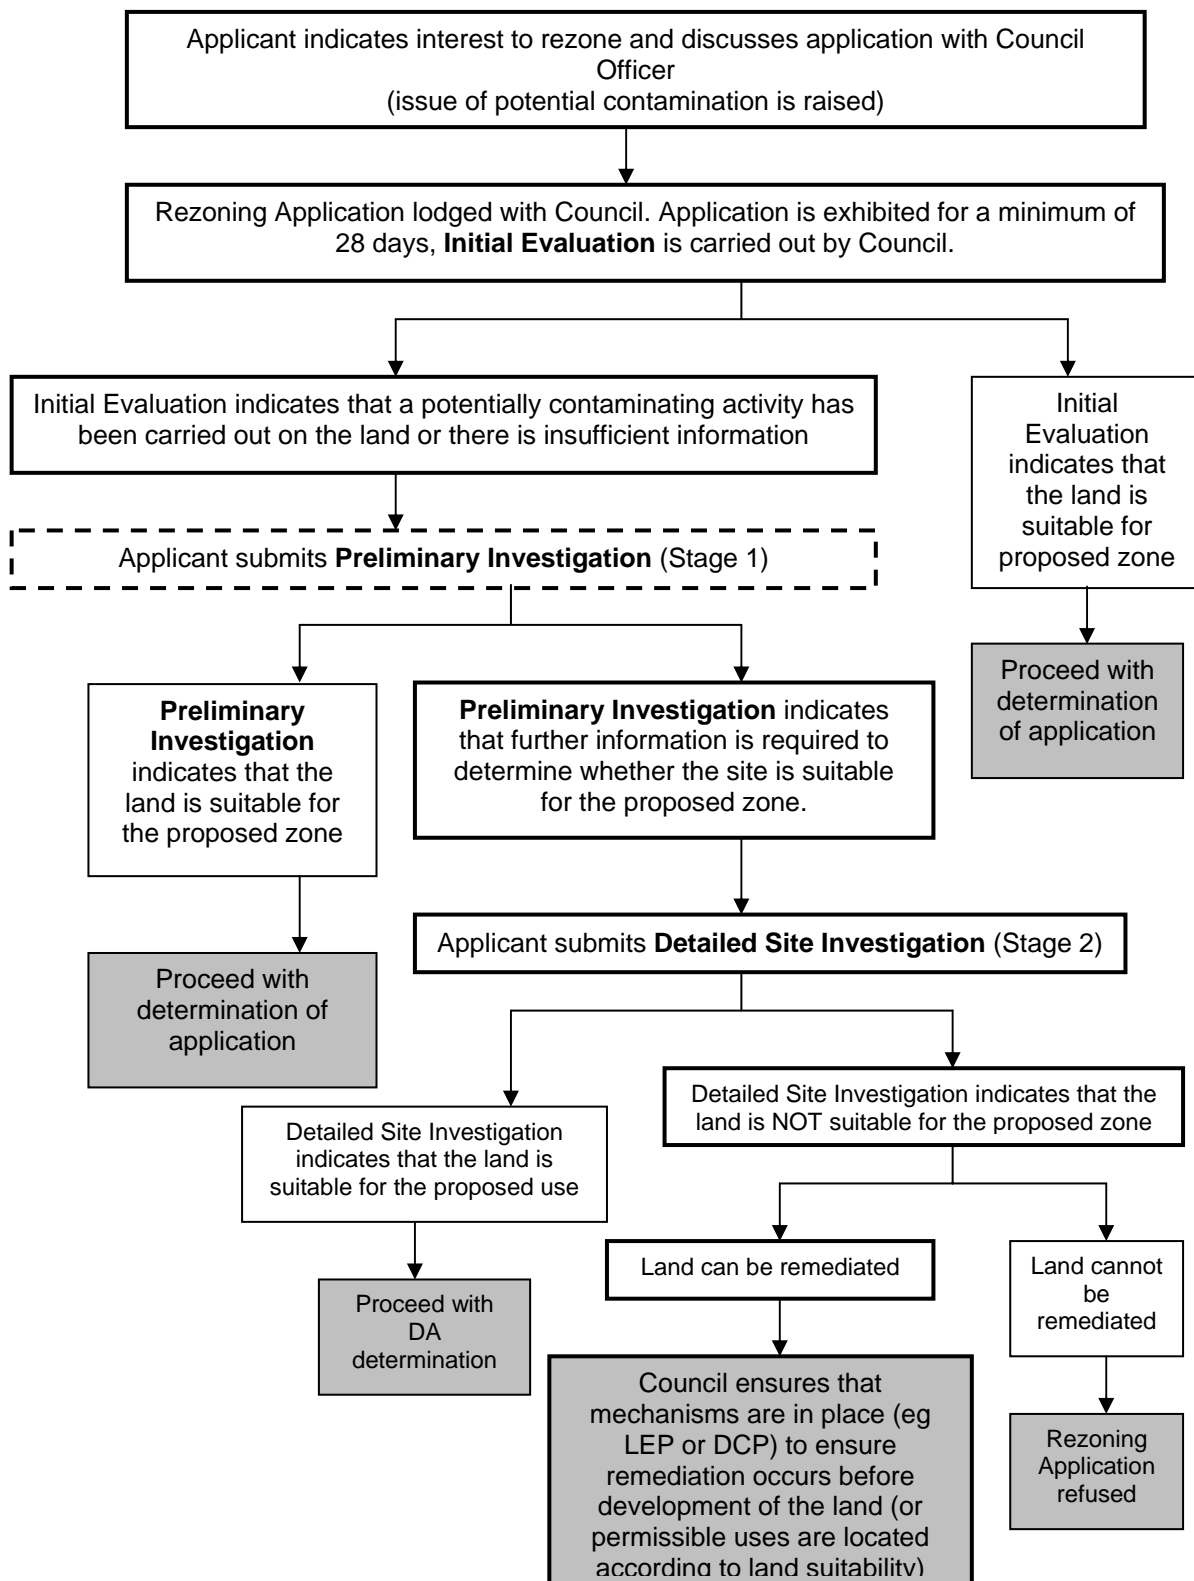 Applicant indicates interest to rezone and discusses application with Council
Officer
(issue of potential contamination is raised)
Rezoning Application lodged with Council. Application is exhibited for a minimum of
28 days, Initial Evaluation is carried out by Council.
Initial Evaluation indicates that a potentially contaminating activity has
been carried out on the land or there is insufficient information
Initial
Evaluation
indicates that
the land is
suitable for
proposed zone
Applicant submits Preliminary Investigation (Stage 1)
Proceed with
determination
of application
Preliminary
Investigation
indicates that the
land is suitable for
the proposed zone
Preliminary Investigation indicates
that further information is required to
determine whether the site is suitable
for the proposed zone.
Applicant submits Detailed Site Investigation (Stage 2)
Proceed with
determination of
application
Detailed Site Investigation indicates that the
land is NOT suitable for the proposed zone
Detailed Site Investigation
indicates that the land is
suitable for the proposed use
Land can be remediated
Land cannot
be
remediated
Proceed with
DA
determination
Council ensures that
mechanisms are in place (eg
LEP or DCP) to ensure
remediation occurs before
development of the land (or
permissible uses are located
according to land suitability)
Rezoning
Application
refused